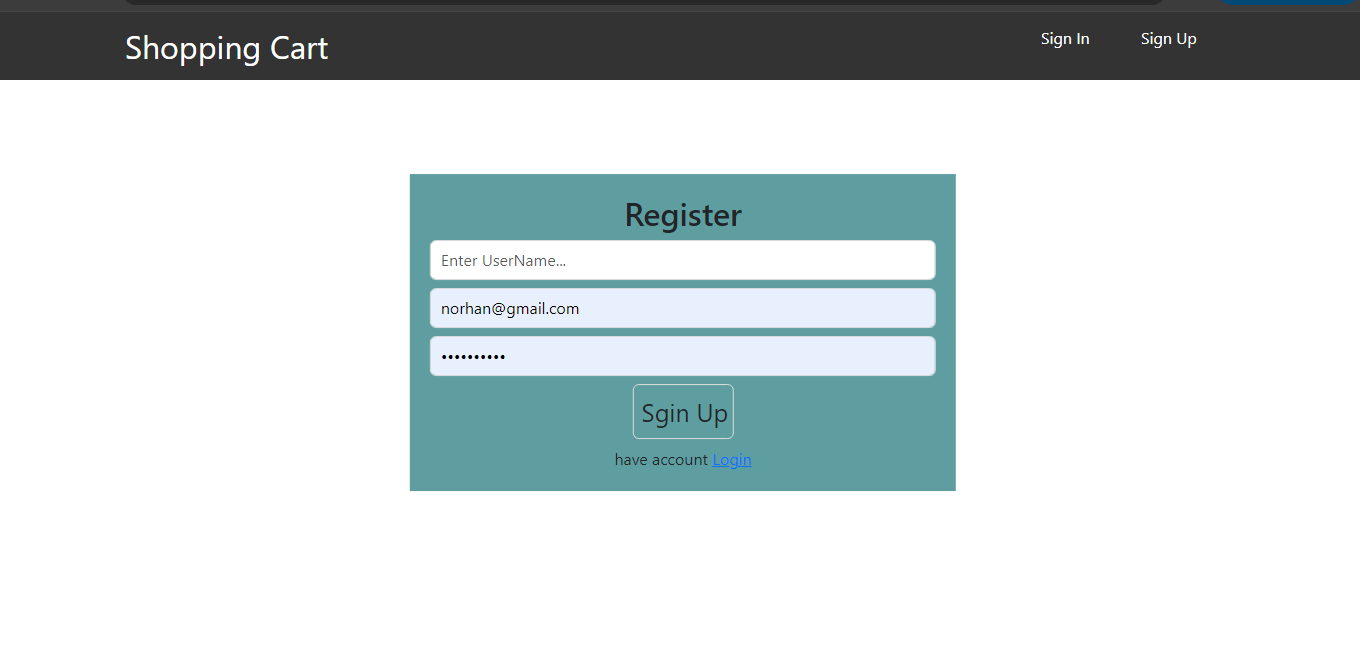 Shopping Cart
Sign In
Sign Up
Register
Enter UserName...
norhan@gmail.com
••••••••••
Sgin Up
have account Login